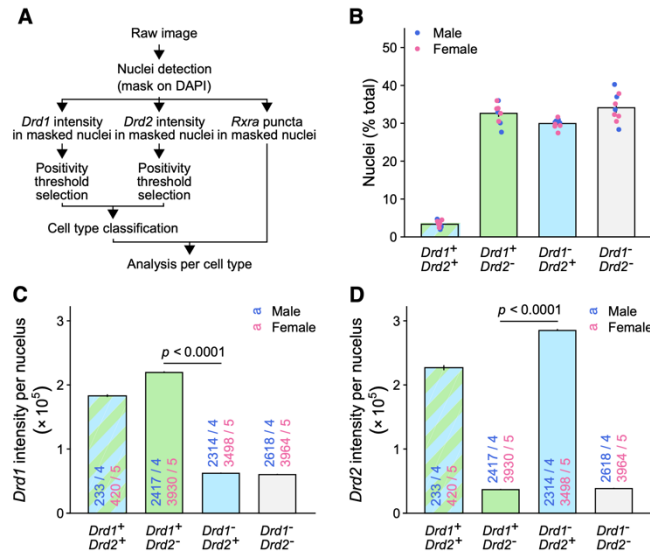 A
Raw image
Nuclei detection
(mask on DAPI)
Drd1 intensity
in masked nuclei
Drd2 intensity
in masked nuclei
Rxra puncta
in masked nuclei
Positivity
threshold
selection
Positivity
threshold
selection
Cell type classification
Analysis per cell type
B
Male
Female
Nuclei (% total)
50
40
30
20
10
0
Drd1+
Drd2+
Drd1+
Drd2-
Drd1-
Drd2+
Drd1-
Drd2-
C
a Male
a Female
p < 0.0001
Drd1 intensity per nucelus
(× 10⁵)
3
2
1
0
233 / 4
420 / 5
2417 / 4
3930 / 5
2314 / 4
3498 / 5
2618 / 4
3964 / 5
Drd1+
Drd2+
Drd1+
Drd2-
Drd1-
Drd2+
Drd1-
Drd2-
D
a Male
a Female
p < 0.0001
Drd2 intensity per nucelus
(× 10⁵)
3
2
1
0
233 / 4
420 / 5
2417 / 4
3930 / 5
2314 / 4
3498 / 5
2618 / 4
3964 / 5
Drd1+
Drd2+
Drd1+
Drd2-
Drd1-
Drd2+
Drd1-
Drd2-